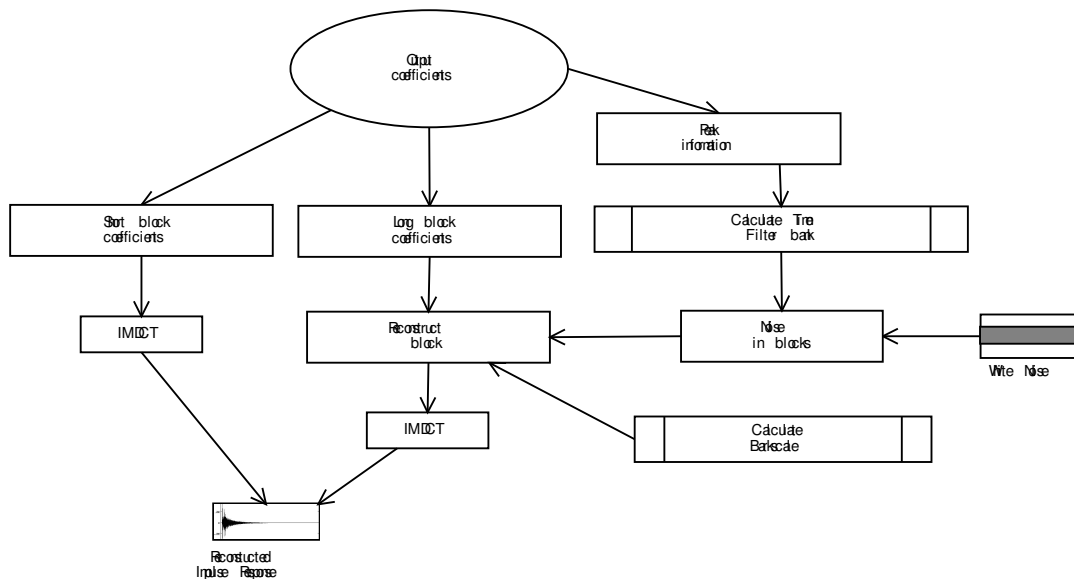 Output
coefficients
Peak
information
Short block
coefficients
Long block
coefficients
Calculate Time
Filter bank
IMDCT
Reconstruct
block
Noise
in blocks
White Noise
IMDCT
Calculate
Barkscale
Reconstructed
Impulse Response